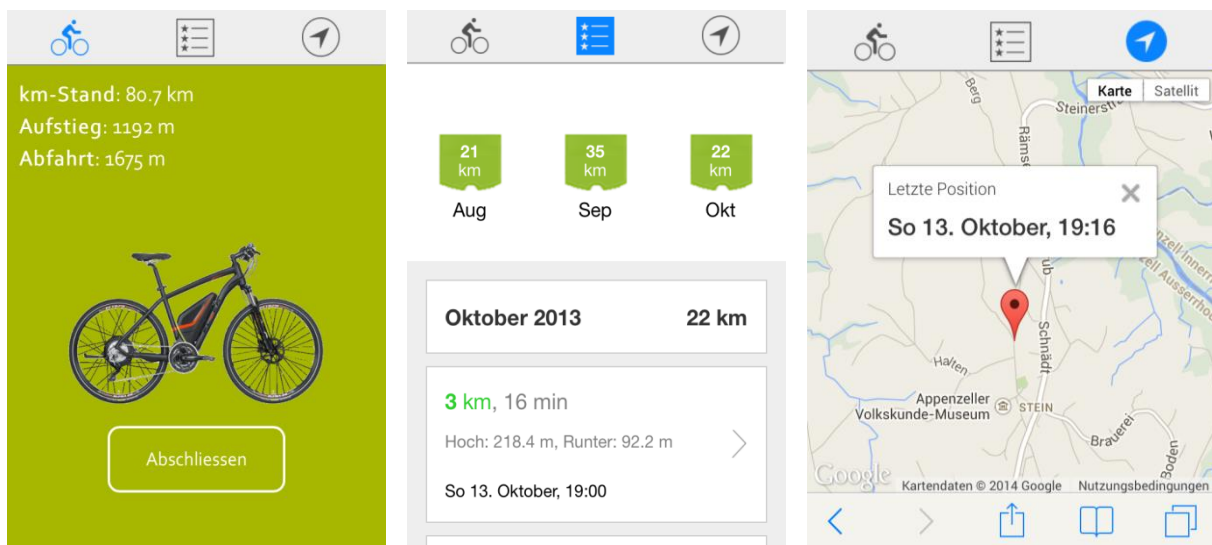 km-Stand: 80.7 km
Aufstieg: 1192 m
Abfahrt: 1675 m
Abschliessen
21 km
35 km
22 km
Aug
Sep
Okt
Oktober 2013 22 km
3 km, 16 min
Hoch: 218.4 m, Runter: 92.2 m
So 13. Oktober, 19:00
Karte
Satellit
Berg
Letzte Position
So 13. Oktober, 19:16
Schnädt
Halten
Appenzeller
Volkskunde-Museum
STEIN
Brauerei
Boden
Google
Kartendaten © 2014 Google
Nutzungsbedingungen